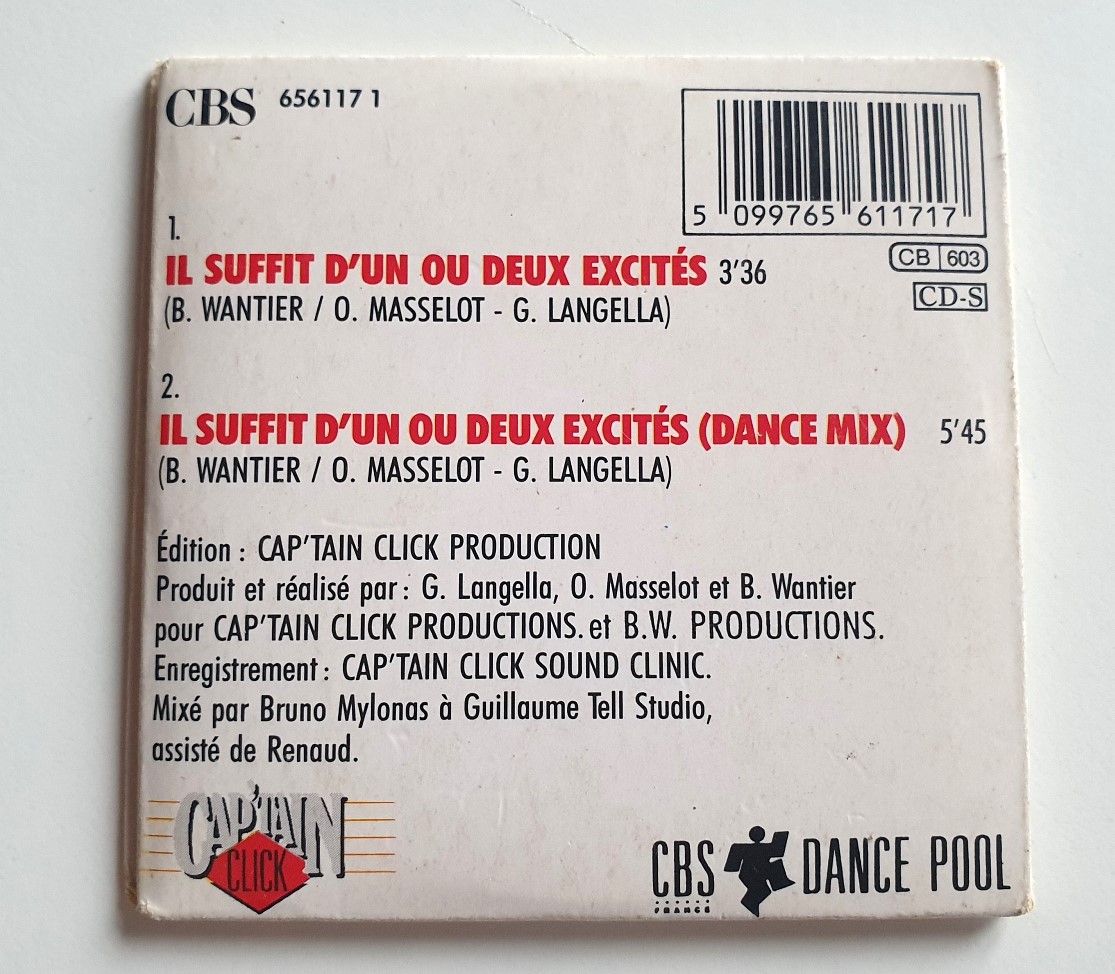 CBS 656117 1
5 099765 611717
CB 603
CD-S
1.
IL SUFFIT D'UN OU DEUX EXCITÉS 3'36
(B. WANTIER / O. MASSELOT - G. LANGELLA)
2.
IL SUFFIT D'UN OU DEUX EXCITÉS (DANCE MIX) 5'45
(B. WANTIER / O. MASSELOT - G. LANGELLA)
Édition : CAP'TAIN CLICK PRODUCTION
Produit et réalisé par : G. Langella, O. Masselot et B. Wantier
pour CAP'TAIN CLICK PRODUCTIONS. et B.W. PRODUCTIONS.
Enregistrement : CAP'TAIN CLICK SOUND CLINIC.
Mixé par Bruno Mylonas à Guillaume Tell Studio,
assisté de Renaud.
CAP'TAIN
CLICK
CBS DANCE POOL
FRANCE